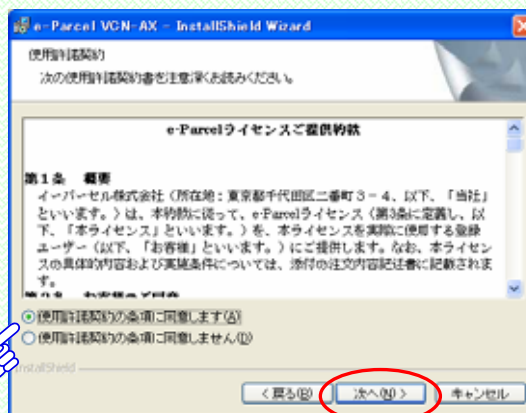 e-Parcel VCN-AX - InstallShield Wizard
使用許諾契約
次の使用許諾契約書を注意深くお読みください。
e-Parcelライセンスご提供約款
第1条 概要
イーパーセル株式会社(所在地:東京都千代田区二番町3-4、以下、「当社」
といいます。)は、本約款に従って、e-Parcelライセンス(第3条に定義し、以
下、「本ライセンス」といいます。)を、本ライセンスを実際に使用する登録
ユーザー(以下、「お客様」といいます。)にご提供します。なお、本ライセン
スの具体的内容および実施条件については、添付の注文内容記述書に記載されま
す。
使用許諾契約の条項に同意します(A)
使用許諾契約の条項に同意しません(D)
InstallShield
< 戻る(B)
次へ(N) >
キャンセル